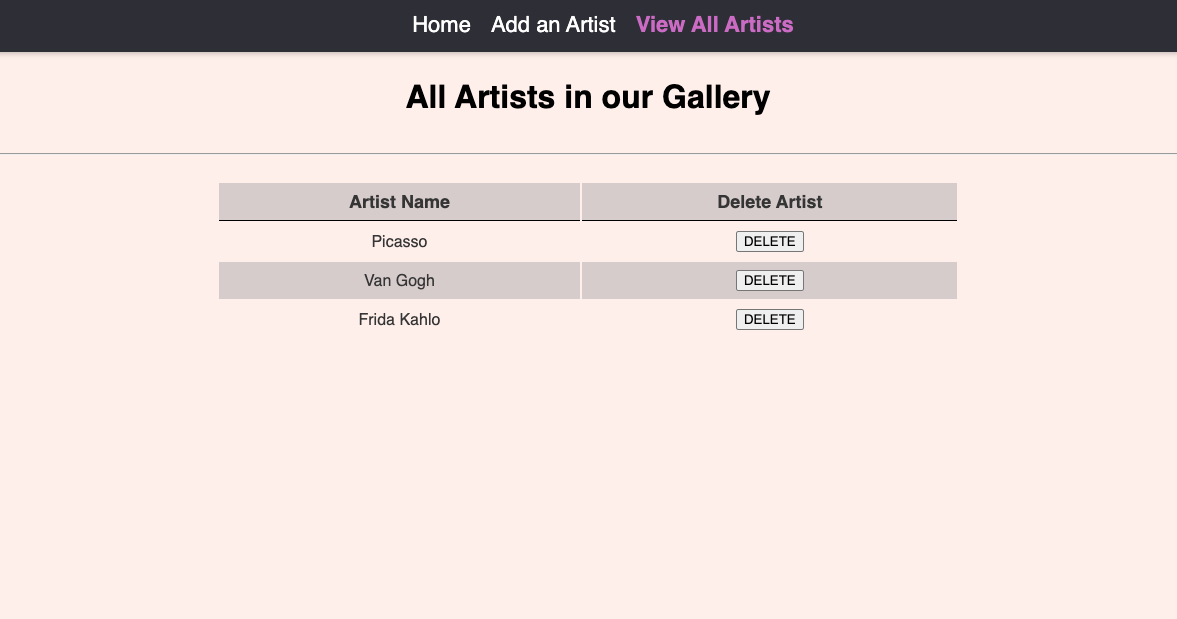 Home Add an Artist View All Artists
All Artists in our Gallery
Artist Name Delete Artist
Picasso DELETE
Van Gogh DELETE
Frida Kahlo DELETE